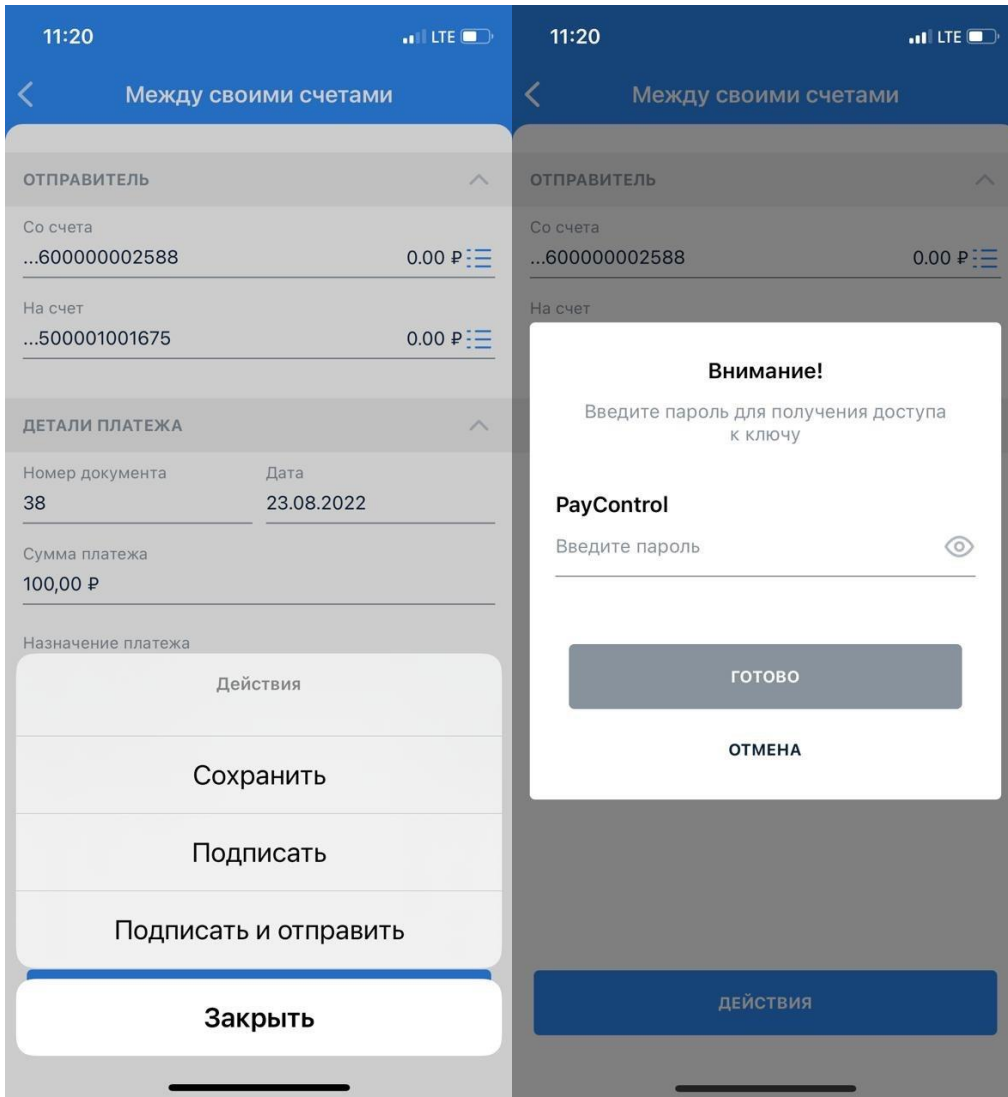 11:20
LTE
Между своими счетами
ОТПРАВИТЕЛЬ
Со счета
...600000002588 0.00 ₽
На счет
...500001001675 0.00 ₽
ДЕТАЛИ ПЛАТЕЖА
Номер документа Дата
38 23.08.2022
Сумма платежа
100,00 ₽
Назначение платежа
Действия
Сохранить
Подписать
Подписать и отправить
Закрыть
11:20
LTE
Между своими счетами
ОТПРАВИТЕЛЬ
Со счета
...600000002588 0.00 ₽
На счет
Внимание!
Введите пароль для получения доступа
к ключу
PayControl
Введите пароль
ГОТОВО
ОТМЕНА
ДЕЙСТВИЯ